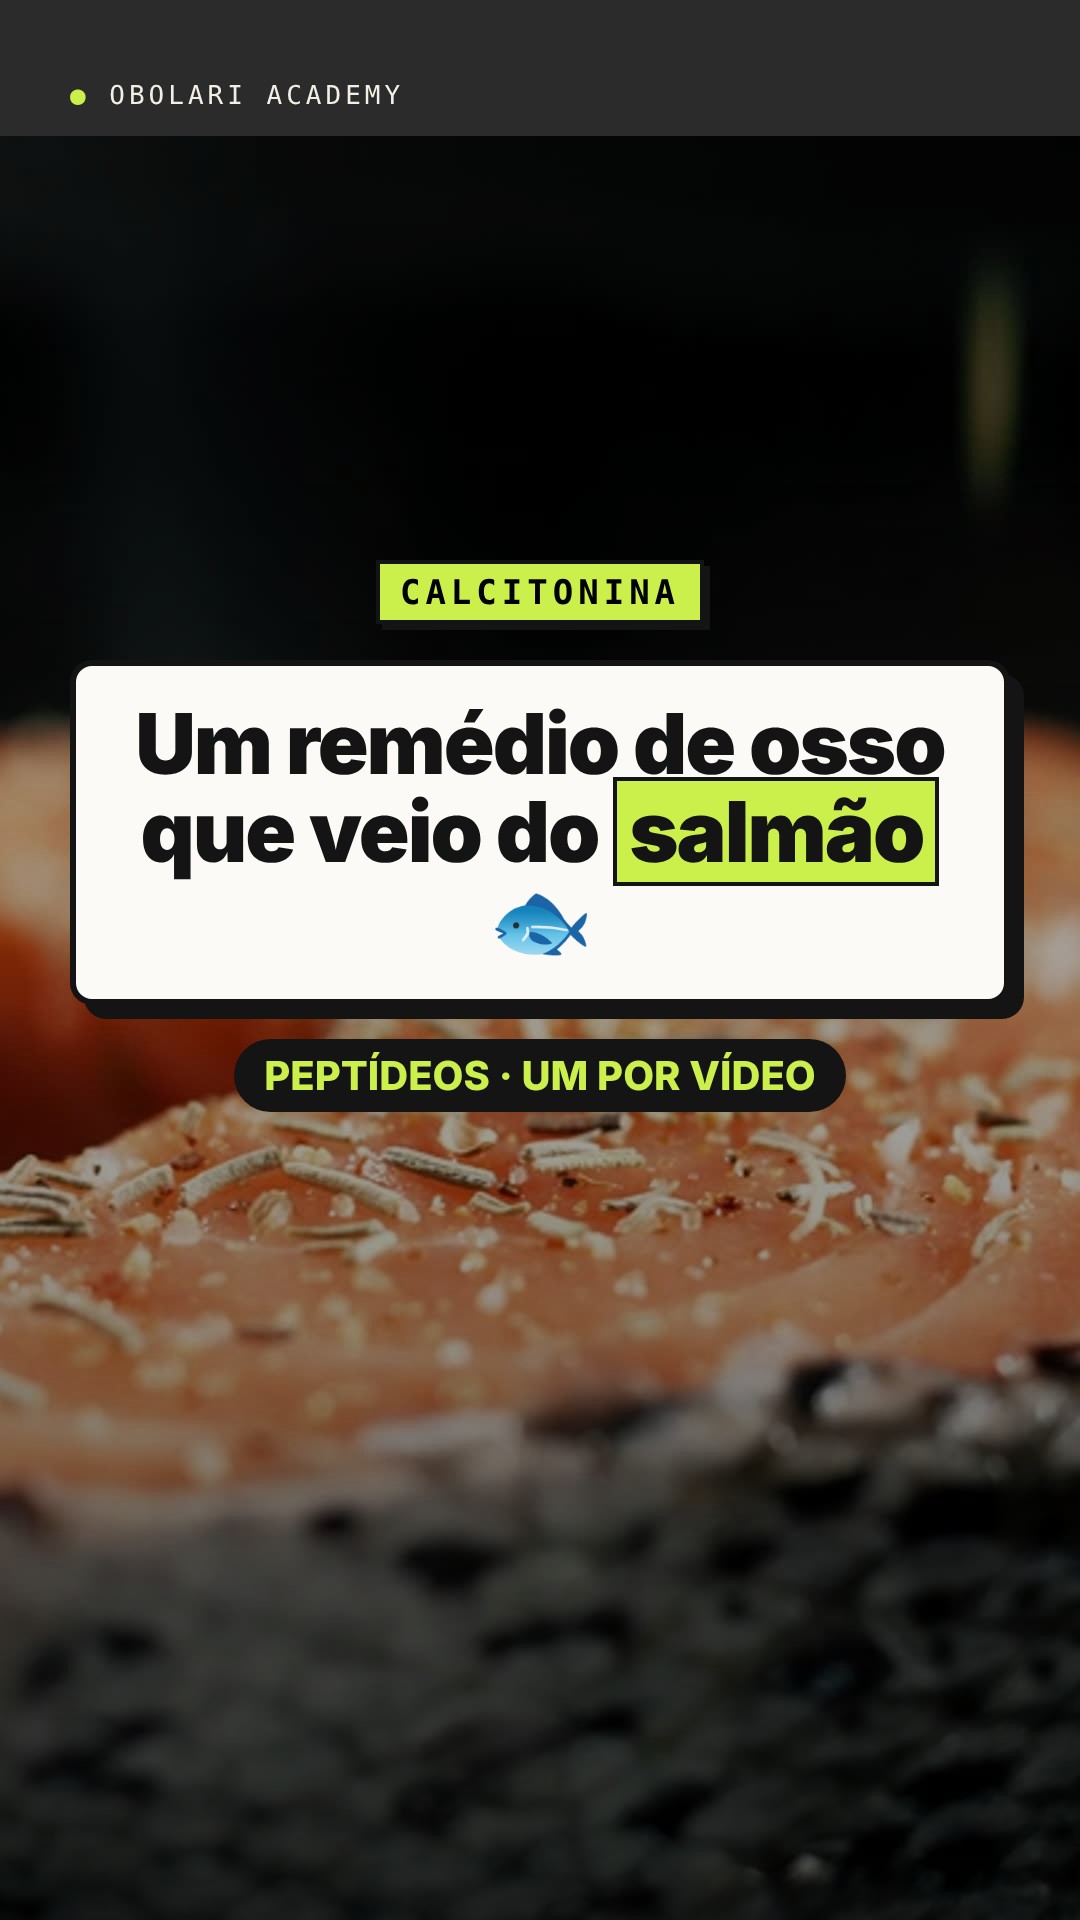 OBOLARI ACADEMY
CALCITONINA
Um remédio de osso
que veio do salmão
🐟
PEPTÍDEOS · UM POR VÍDEO